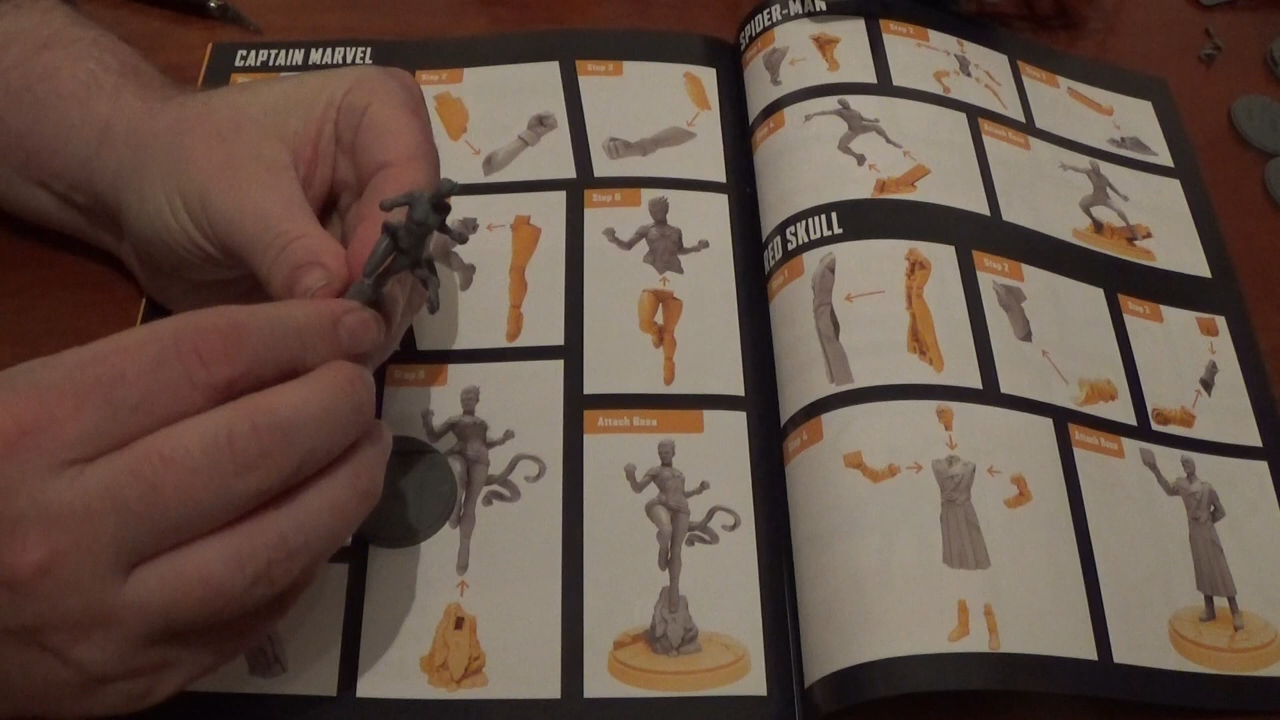 CAPTAIN MARVEL
Step 2
Step 3
Step 6
Attach Base
SPIDER-MAN
Step 2
Step 3
Step 4
Attach Base
RED SKULL
Step 1
Step 2
Step 3
Step 4
Attach Base